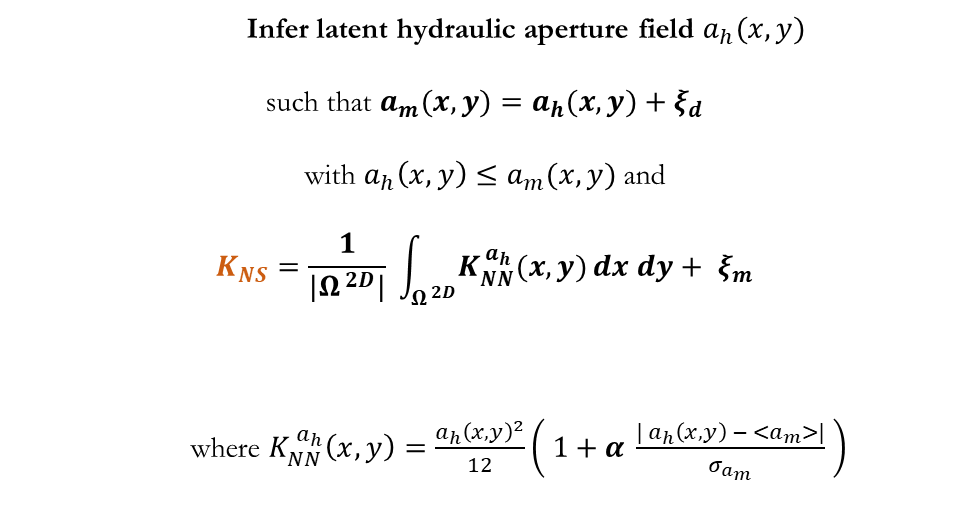 Infer latent hydraulic aperture field a_h(x, y)
such that a_m(x, y) = a_h(x, y) + ξ_d
with a_h(x, y) ≤ a_m(x, y) and
K_NS = 1/|Ω^2D| ∫_Ω^2D K_NN^a_h(x, y) dx dy + ξ_m
where K_NN^a_h(x, y) = a_h(x,y)^2/12 ( 1 + α | a_h(x,y) − <a_m>|/σ_a_m )